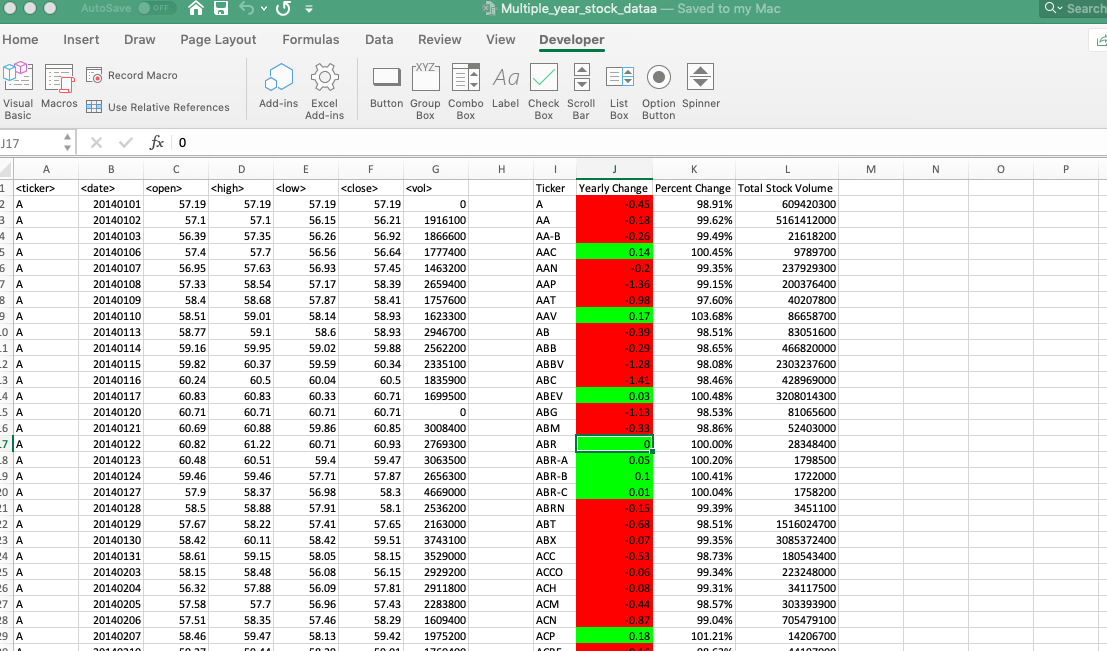 AutoSave OFF Multiple_year_stock_dataa — Saved to my Mac Search
Home Insert Draw Page Layout Formulas Data Review View Developer
Visual Basic
Macros
Record Macro
Use Relative References
Add-ins
Excel Add-ins
Button
XYZ
Group Box
Combo Box
Aa
Label
Check Box
Scroll Bar
List Box
Option Button
Spinner
J17 fx 0
A B C D E F G H I J K L M N O P
1 <ticker> <date> <open> <high> <low> <close> <vol> Ticker Yearly Change Percent Change Total Stock Volume
2 A 20140101 57.19 57.19 57.19 57.19 0 A -0.45 98.91% 609420300
3 A 20140102 57.1 57.1 56.15 56.21 1916100 AA -0.18 99.62% 5161412000
4 A 20140103 56.39 57.35 56.26 56.92 1866600 AA-B -0.26 99.49% 21618200
5 A 20140106 57.4 57.7 56.56 56.64 1777400 AAC 0.14 100.45% 9789700
6 A 20140107 56.95 57.63 56.93 57.45 1463200 AAN -0.2 99.35% 237929300
7 A 20140108 57.33 58.54 57.17 58.39 2659400 AAP -1.36 99.15% 200376400
8 A 20140109 58.4 58.68 57.87 58.41 1757600 AAT -0.98 97.60% 40207800
9 A 20140110 58.51 59.01 58.14 58.93 1623300 AAV 0.17 103.68% 86658700
0 A 20140113 58.77 59.1 58.6 58.93 2946700 AB -0.39 98.51% 83051600
1 A 20140114 59.16 59.95 59.02 59.88 2562200 ABB -0.29 98.65% 466820000
2 A 20140115 59.82 60.37 59.59 60.34 2335100 ABBV -1.28 98.08% 2303237600
3 A 20140116 60.24 60.5 60.04 60.5 1835900 ABC -1.41 98.46% 428969000
4 A 20140117 60.83 60.83 60.33 60.71 1699500 ABEV 0.03 100.48% 3208014300
5 A 20140120 60.71 60.71 60.71 60.71 0 ABG -1.13 98.53% 81065600
6 A 20140121 60.69 60.88 59.86 60.85 3008400 ABM -0.33 98.86% 52403000
7 A 20140122 60.82 61.22 60.71 60.93 2769300 ABR 0 100.00% 28348400
8 A 20140123 60.48 60.51 59.4 59.47 3063500 ABR-A 0.05 100.20% 1798500
9 A 20140124 59.46 59.46 57.71 57.87 2656300 ABR-B 0.1 100.41% 1722000
20 A 20140127 57.9 58.37 56.98 58.3 4669000 ABR-C 0.01 100.04% 1758200
21 A 20140128 58.5 58.88 57.91 58.1 2536200 ABRN -0.15 99.39% 3451100
22 A 20140129 57.67 58.22 57.41 57.65 2163000 ABT -0.68 98.51% 1516024700
23 A 20140130 58.42 60.11 58.42 59.51 3743100 ABX -0.07 99.35% 3085372400
24 A 20140131 58.61 59.15 58.05 58.15 3529000 ACC -0.53 98.73% 180543400
25 A 20140203 58.15 58.48 56.08 56.15 2929200 ACCO -0.06 99.34% 223248000
26 A 20140204 56.32 57.88 56.09 57.81 2911800 ACH -0.08 99.31% 34117500
27 A 20140205 57.58 57.7 56.96 57.43 2283800 ACM -0.44 98.57% 303393900
28 A 20140206 57.51 58.35 57.46 58.29 1609400 ACN -0.87 99.04% 705479100
29 A 20140207 58.46 59.47 58.13 59.42 1975200 ACP 0.18 101.21% 14206700